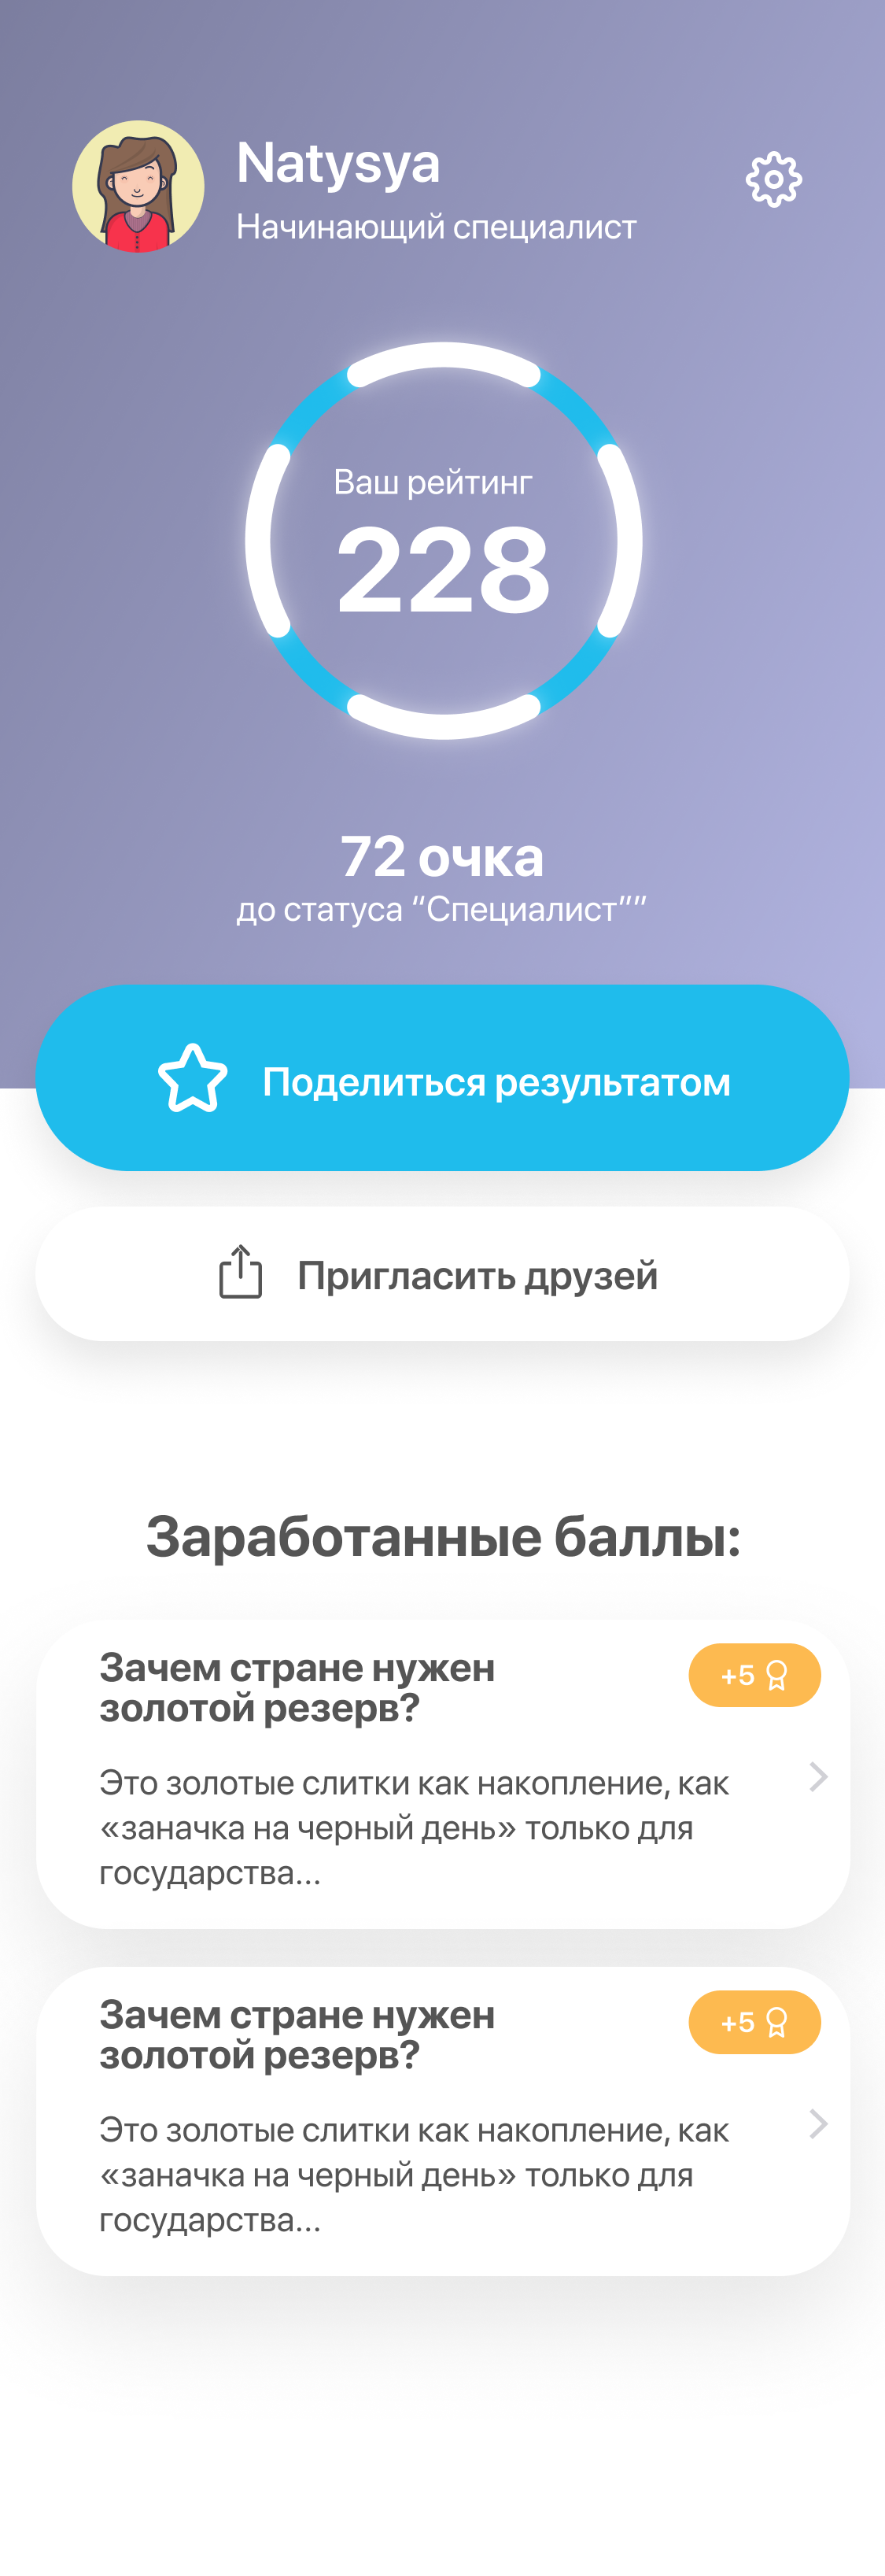 Natysya
Начинающий специалист
Ваш рейтинг
228
72 очка
до статуса “Специалист””
Поделиться результатом
Пригласить друзей
Заработанные баллы:
Зачем стране нужен
золотой резерв?
+5
Это золотые слитки как накопление, как
«заначка на черный день» только для
государства...
Зачем стране нужен
золотой резерв?
+5
Это золотые слитки как накопление, как
«заначка на черный день» только для
государства...